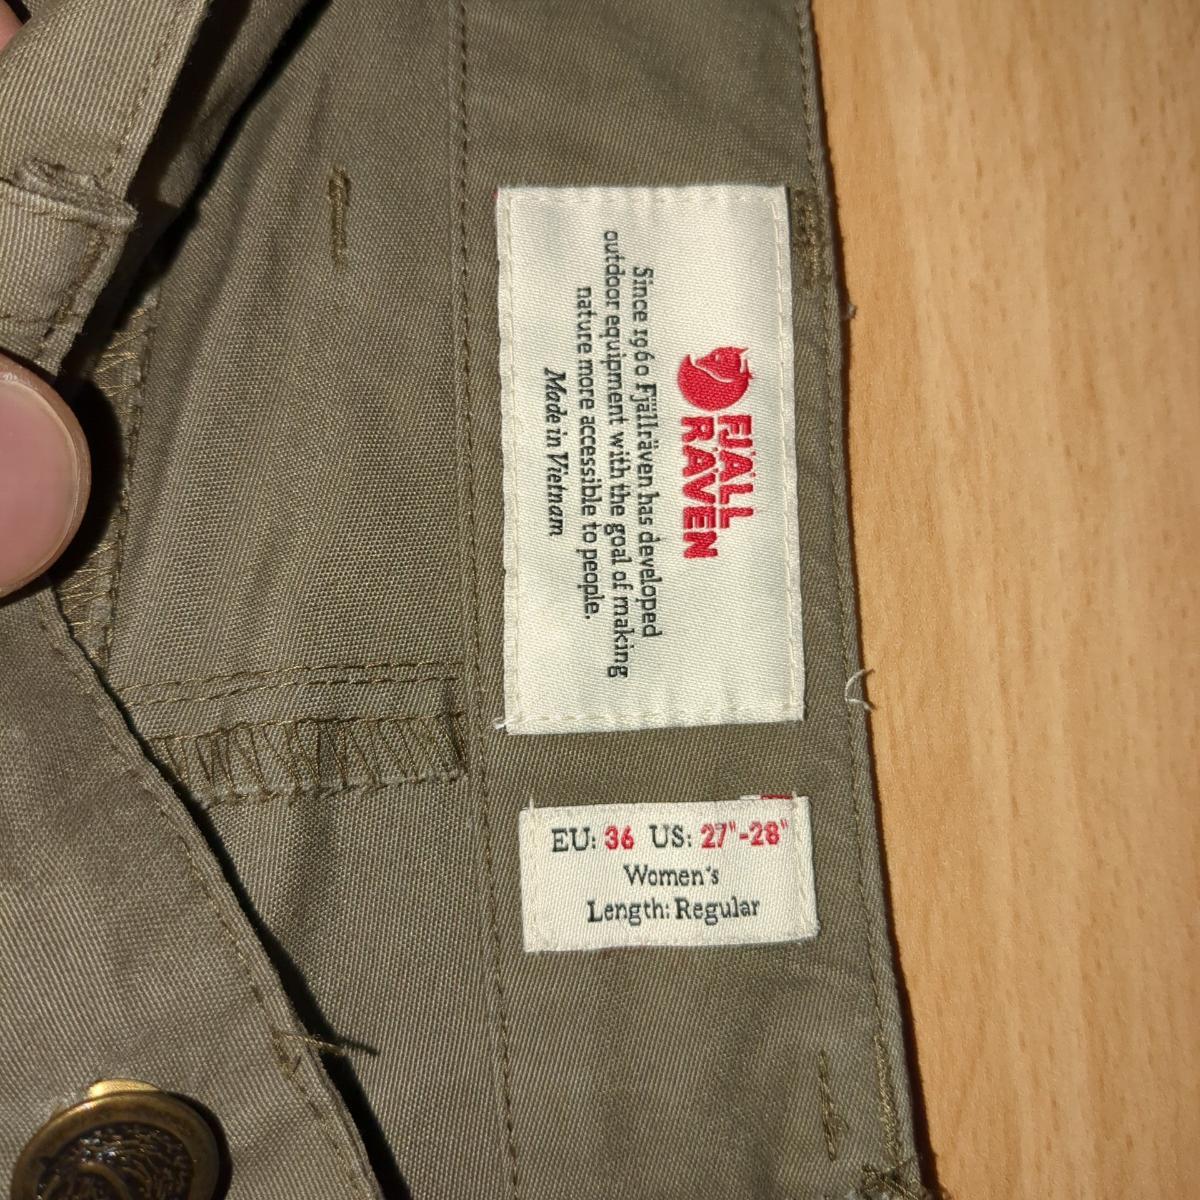 FJÄLL
RÄVEN
Since 1960 Fjällräven has developed
outdoor equipment with the goal of making
nature more accessible to people.
Made in Vietnam
EU: 36 US: 27"-28"
Women's
Length: Regular